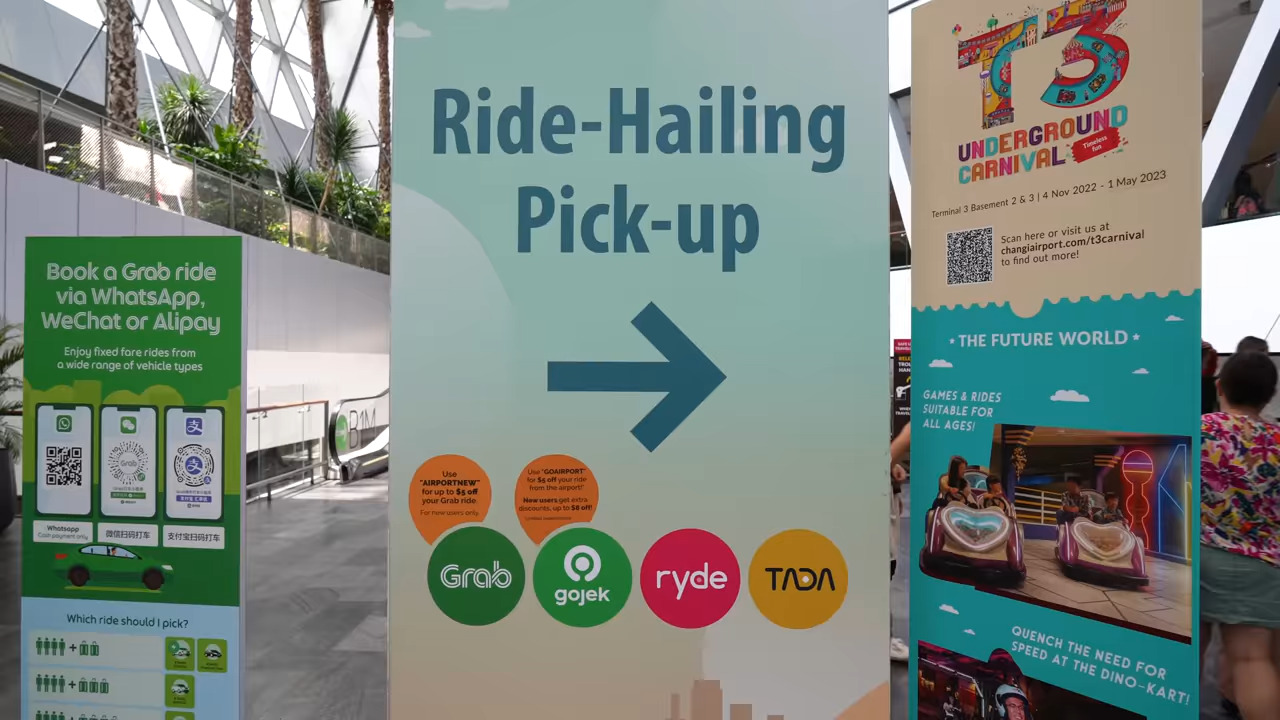 Book a Grab ride
via WhatsApp,
WeChat or Alipay
Enjoy fixed fare rides from
a wide range of vehicle types
Grab
Whatsapp
Cash payment only
微信扫码打车
支付宝扫码打车
Which ride should I pick?
B1M
Ride-Hailing
Pick-up
Use
"AIRPORTNEW"
for up to $5 off
your Grab ride.
For new users only.
Use "GOAIRPORT"
for $5 off your ride
from the airport!
New users get extra
discounts, up to $8 off!
Grab
gojek
ryde
TADA
T3
UNDERGROUND
CARNIVAL
Timeless
fun
Terminal 3 Basement 2 & 3 | 4 Nov 2022 - 1 May 2023
Scan here or visit us at
changiairport.com/t3carnival
to find out more!
THE FUTURE WORLD
GAMES & RIDES
SUITABLE FOR
ALL AGES!
QUENCH THE NEED FOR
SPEED AT THE DINO-KART!